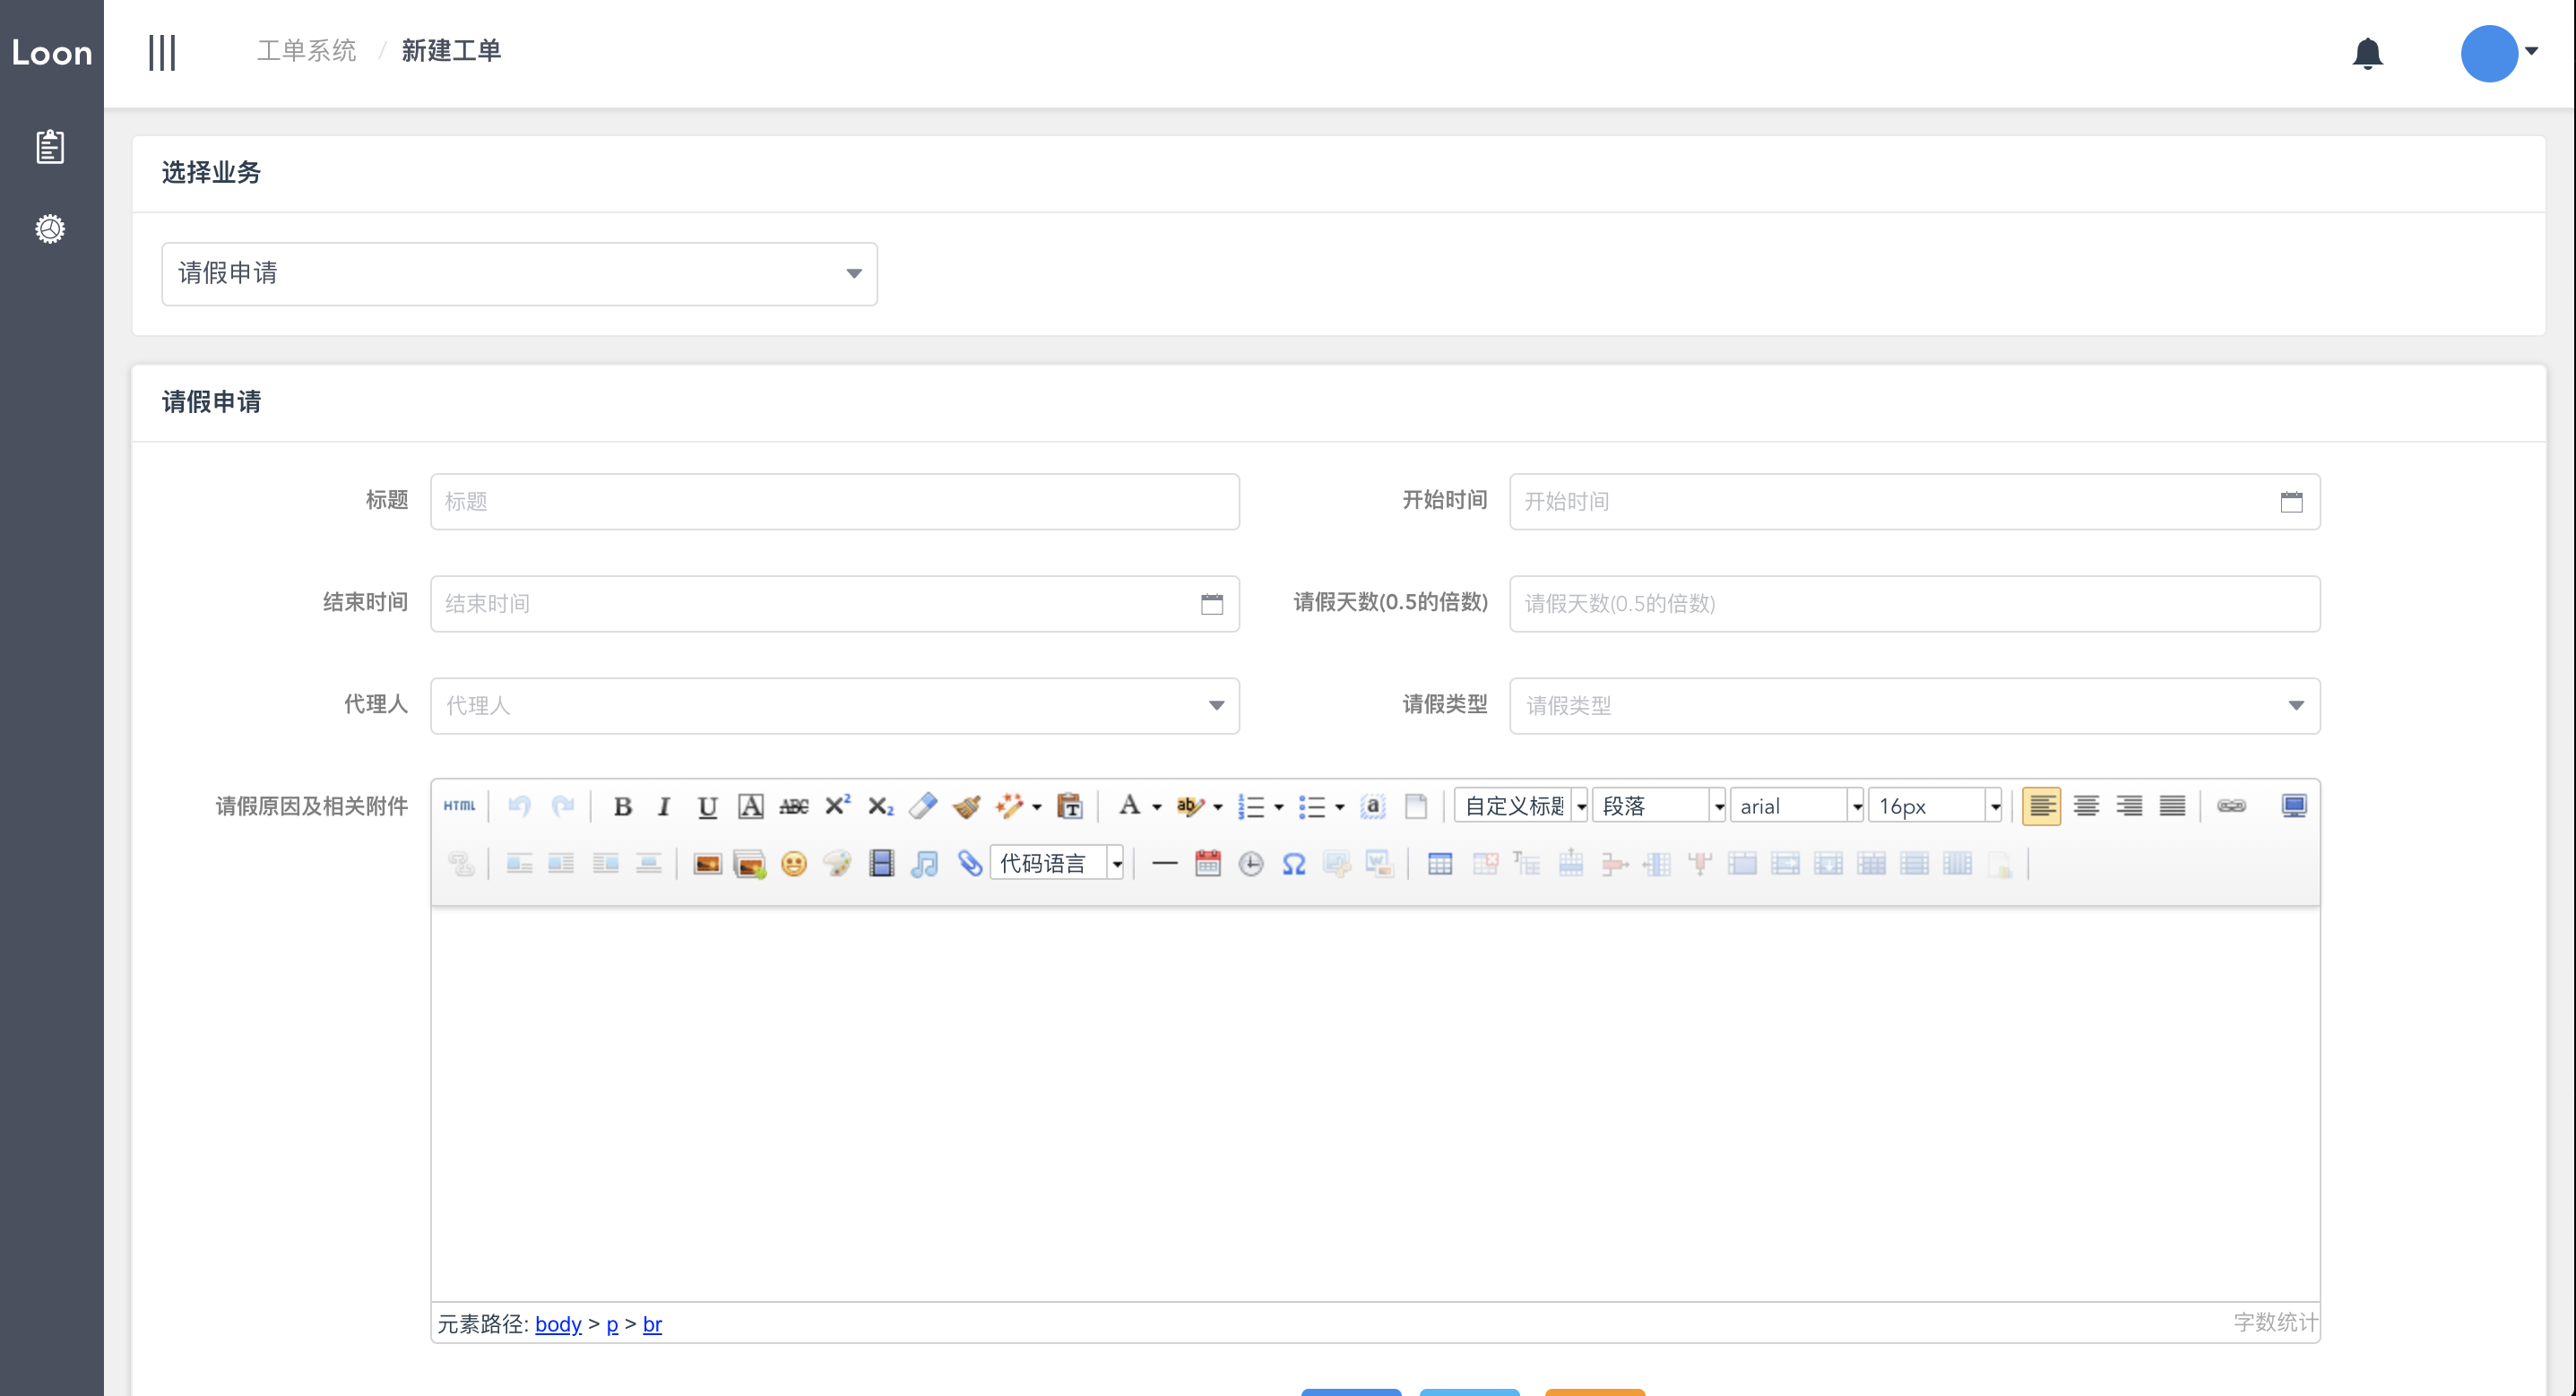 Loon
工单系统 / 新建工单
选择业务
请假申请
请假申请
标题 标题
开始时间 开始时间
结束时间 结束时间
请假天数(0.5的倍数) 请假天数(0.5的倍数)
代理人 代理人
请假类型 请假类型
请假原因及相关附件
HTML B I U A ABC X² X₂ T A ab a 自定义标题 段落 arial 16px
代码语言 Ω W T
元素路径: body > p > br
字数统计